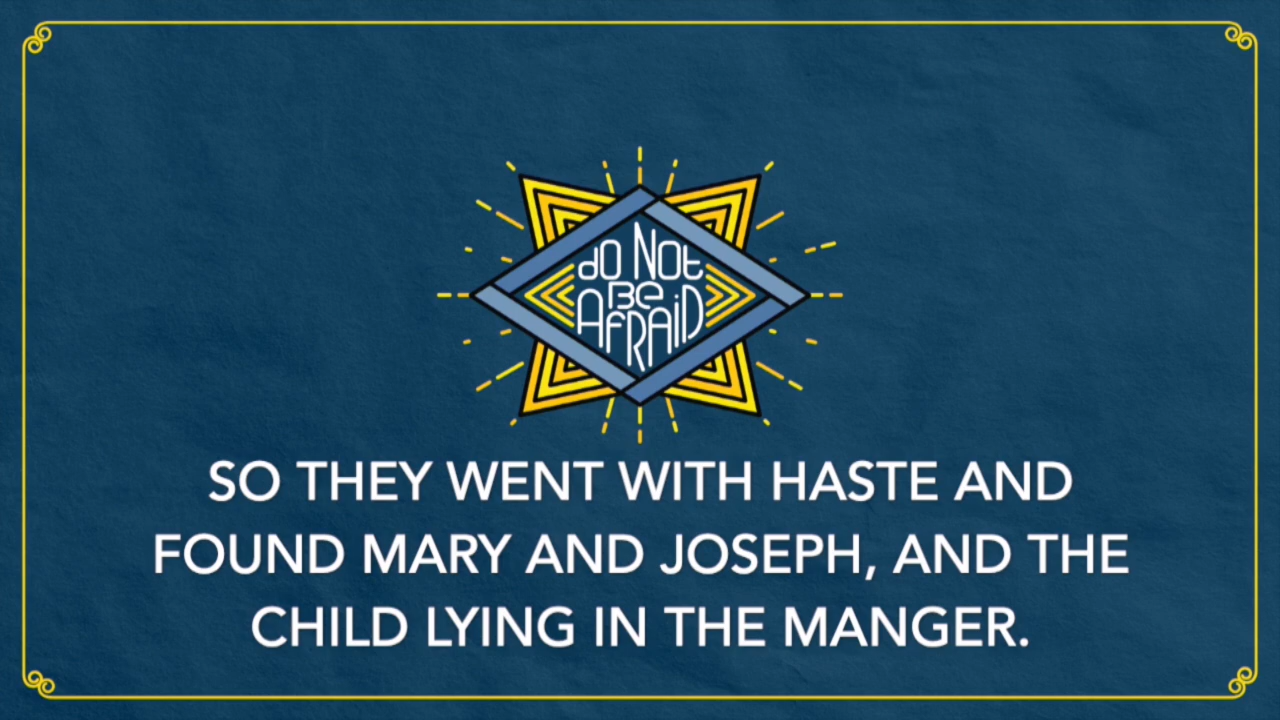 do Not
Be
AfRAiD
SO THEY WENT WITH HASTE AND
FOUND MARY AND JOSEPH, AND THE
CHILD LYING IN THE MANGER.